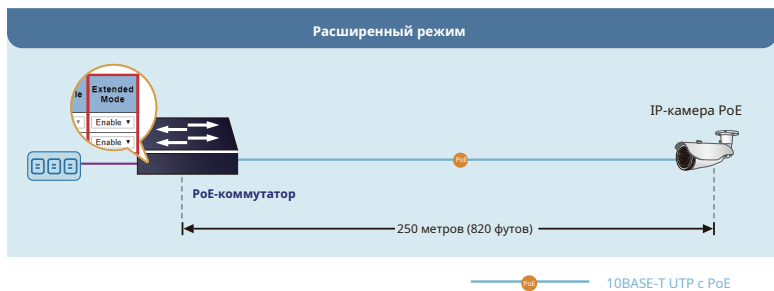 Расширенный режим
le
Extended
Mode
Enable
Enable
IP-камера PoE
PoE
PoE-коммутатор
250 метров (820 футов)
PoE
10BASE-T UTP с PoE